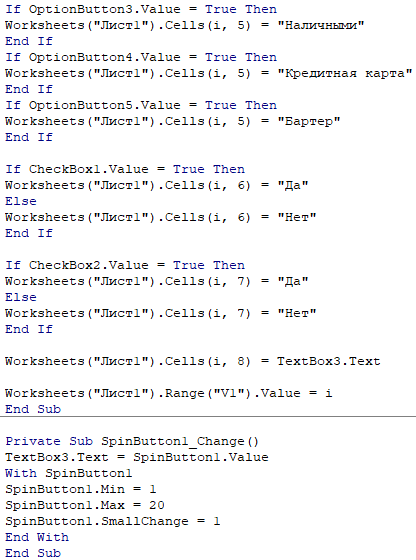 If OptionButton3.Value = True Then
Worksheets("Лист1").Cells(i, 5) = "Наличными"
End If
If OptionButton4.Value = True Then
Worksheets("Лист1").Cells(i, 5) = "Кредитная карта"
End If
If OptionButton5.Value = True Then
Worksheets("Лист1").Cells(i, 5) = "Бартер"
End If
If CheckBox1.Value = True Then
Worksheets("Лист1").Cells(i, 6) = "Да"
Else
Worksheets("Лист1").Cells(i, 6) = "Нет"
End If
If CheckBox2.Value = True Then
Worksheets("Лист1").Cells(i, 7) = "Да"
Else
Worksheets("Лист1").Cells(i, 7) = "Нет"
End If
Worksheets("Лист1").Cells(i, 8) = TextBox3.Text
Worksheets("Лист1").Range("V1").Value = i
End Sub
Private Sub SpinButton1_Change()
TextBox3.Text = SpinButton1.Value
With SpinButton1
SpinButton1.Min = 1
SpinButton1.Max = 20
SpinButton1.SmallChange = 1
End With
End Sub